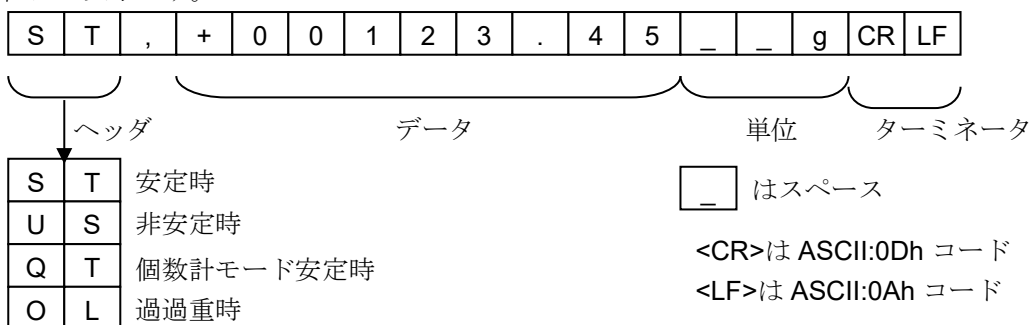 S T , + 0 0 1 2 3 . 4 5 _ _ g CR LF
ヘッダ データ 単位 ターミネータ
S T 安定時
_ はスペース
U S 非安定時
Q T 個数計モード安定時
<CR>は ASCII:0Dh コード
<LF>は ASCII:0Ah コード
O L 過過重時